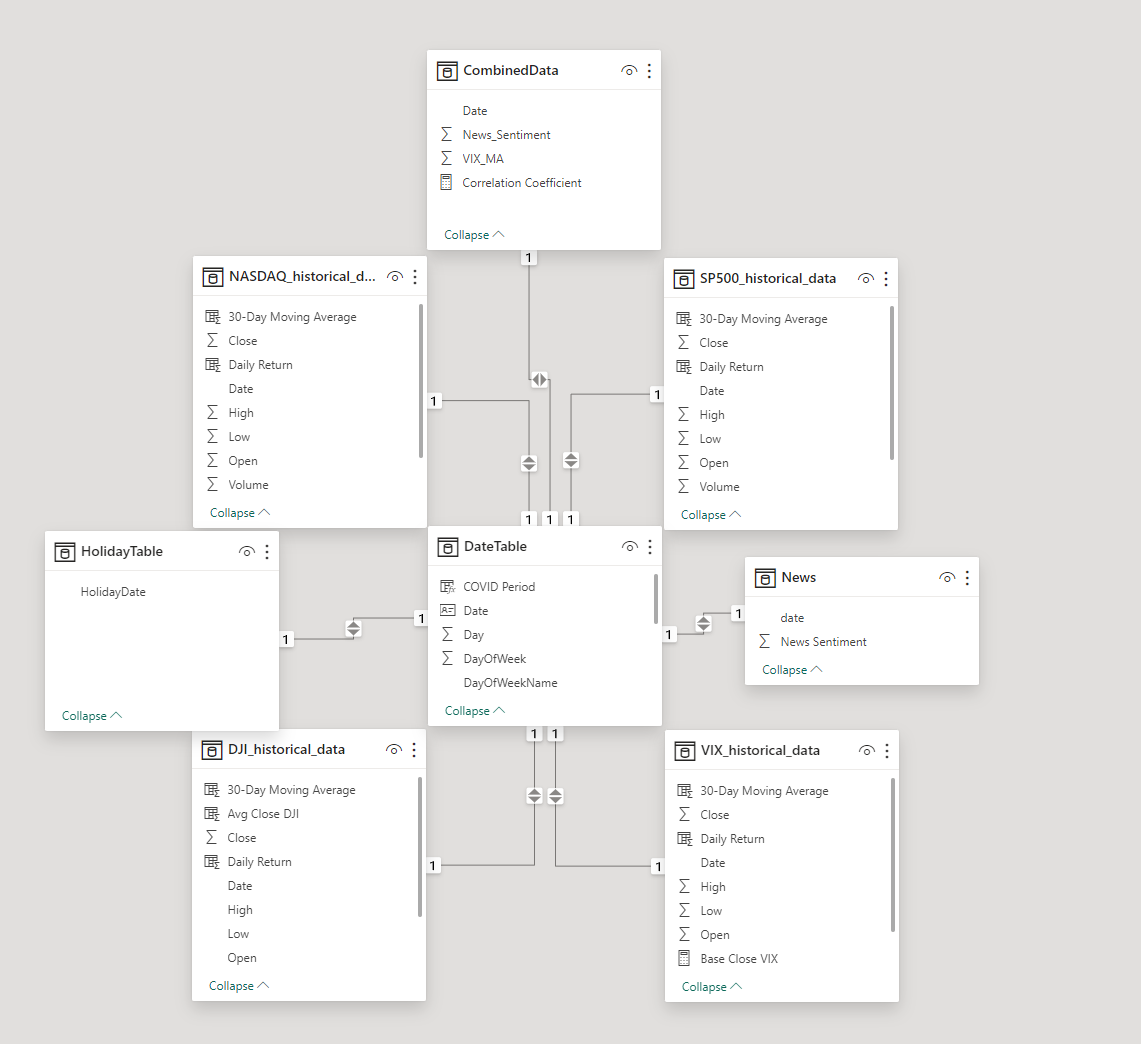 CombinedData
Date
News_Sentiment
VIX_MA
Correlation Coefficient
Collapse
1
NASDAQ_historical_d...
30-Day Moving Average
Close
Daily Return
Date
High
Low
Open
Volume
Collapse
1
SP500_historical_data
30-Day Moving Average
Close
Daily Return
Date
High
Low
Open
Volume
Collapse
1
1 1 1
HolidayTable
HolidayDate
Collapse
1
DateTable
COVID Period
Date
Day
DayOfWeek
DayOfWeekName
Collapse
1
1
News
date
News Sentiment
Collapse
1
1 1
DJI_historical_data
30-Day Moving Average
Avg Close DJI
Close
Daily Return
Date
High
Low
Open
Collapse
1
VIX_historical_data
30-Day Moving Average
Close
Daily Return
Date
High
Low
Open
Base Close VIX
Collapse
1